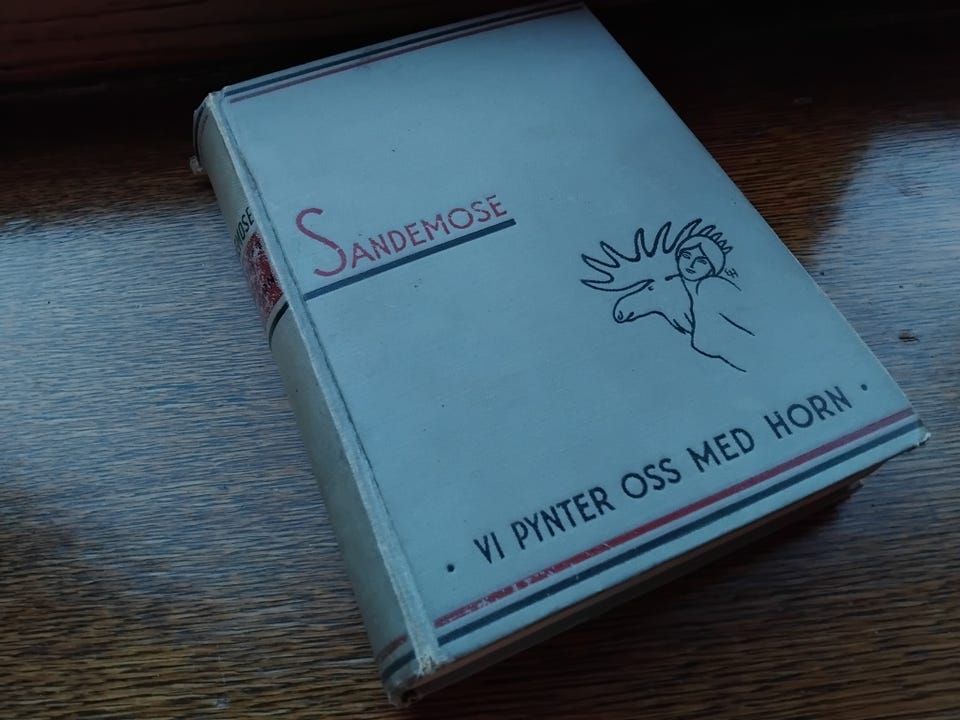 SANDEMOSE
· VI PYNTER OSS MED HORN ·